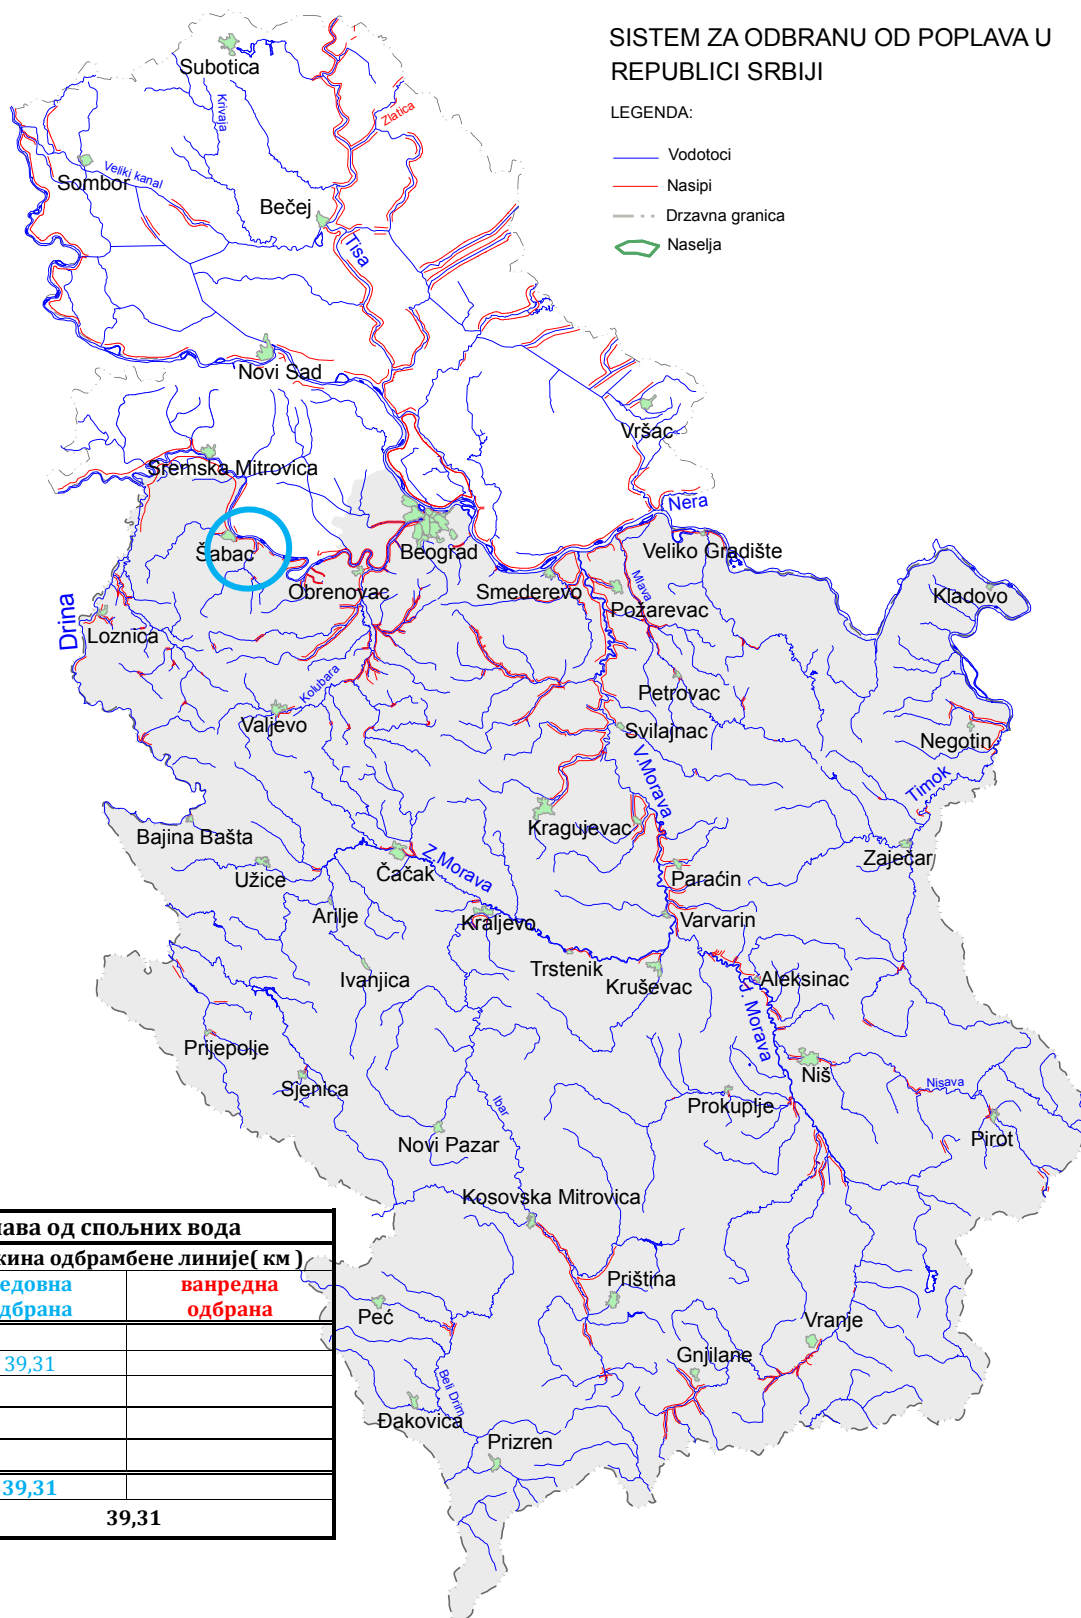 SISTEM ZA ODBRANU OD POPLAVA U
REPUBLICI SRBIJI
LEGENDA:
Vodotoci
Nasipi
Drzavna granica
Naselja
Subotica
Krivaja
Zlatica
Sombor
Veliki kanal
Bečej
Tisa
Novi Sad
Vršac
Sremska Mitrovica
Nera
Šabac
Beograd
Veliko Gradište
Obrenovac
Smederevo
Mlava
Požarevac
Kladovo
Drina
Loznica
Kolubara
Petrovac
Valjevo
Svilajnac
Negotin
V.Morava
Timok
Bajina Bašta
Kragujevac
Užice
Čačak
Z.Morava
Zaječar
Paraćin
Arilje
Kraljevo
Varvarin
Ivanjica
Trstenik
Kruševac
Aleksinac
J. Morava
Prijepolje
Sjenica
Niš
Nisava
Ibar
Prokuplje
Pirot
Novi Pazar
Kosovska Mitrovica
Priština
Peć
Vranje
Gnjilane
Beli Drim
Đakovica
Prizren
од спољних вода
одбрамбене линије( км )
ванредна
одбрана
39,31
39,31
39,31